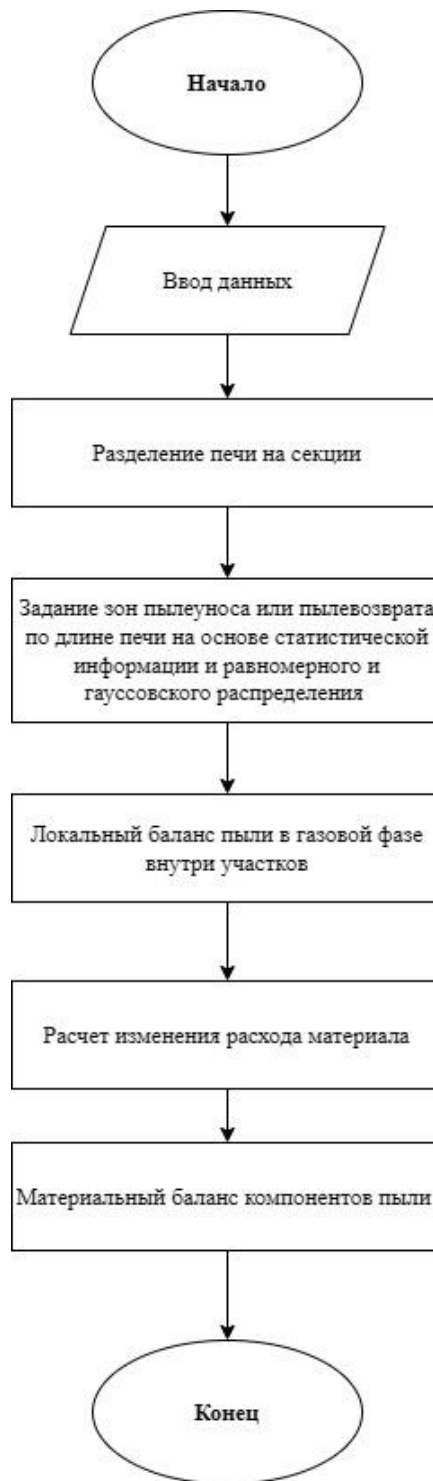 Начало
Ввод данных
Разделение печи на секции
Задание зон пылеуноса или пылевозврата
по длине печи на основе статистической
информации и равномерного и
гауссовского распределения
Локальный баланс пыли в газовой фазе
внутри участков
Расчет изменения расхода материала
Материальный баланс компонентов пыли
Конец